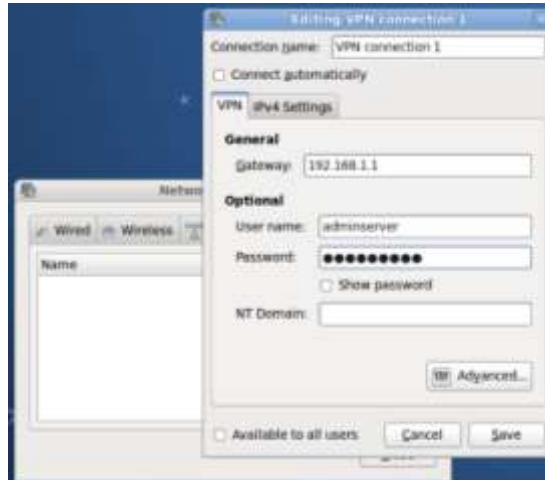 Editing VPN connection 1
Connection name: VPN connection 1
Connect automatically
VPN IPv4 Settings
General
Gateway: 192.168.1.1
Optional
User name: adminserver
Password: ●●●●●●●●●
Show password
NT Domain:
Advanced...
Available to all users Cancel Save
Netwo
Wired Wireless
Name